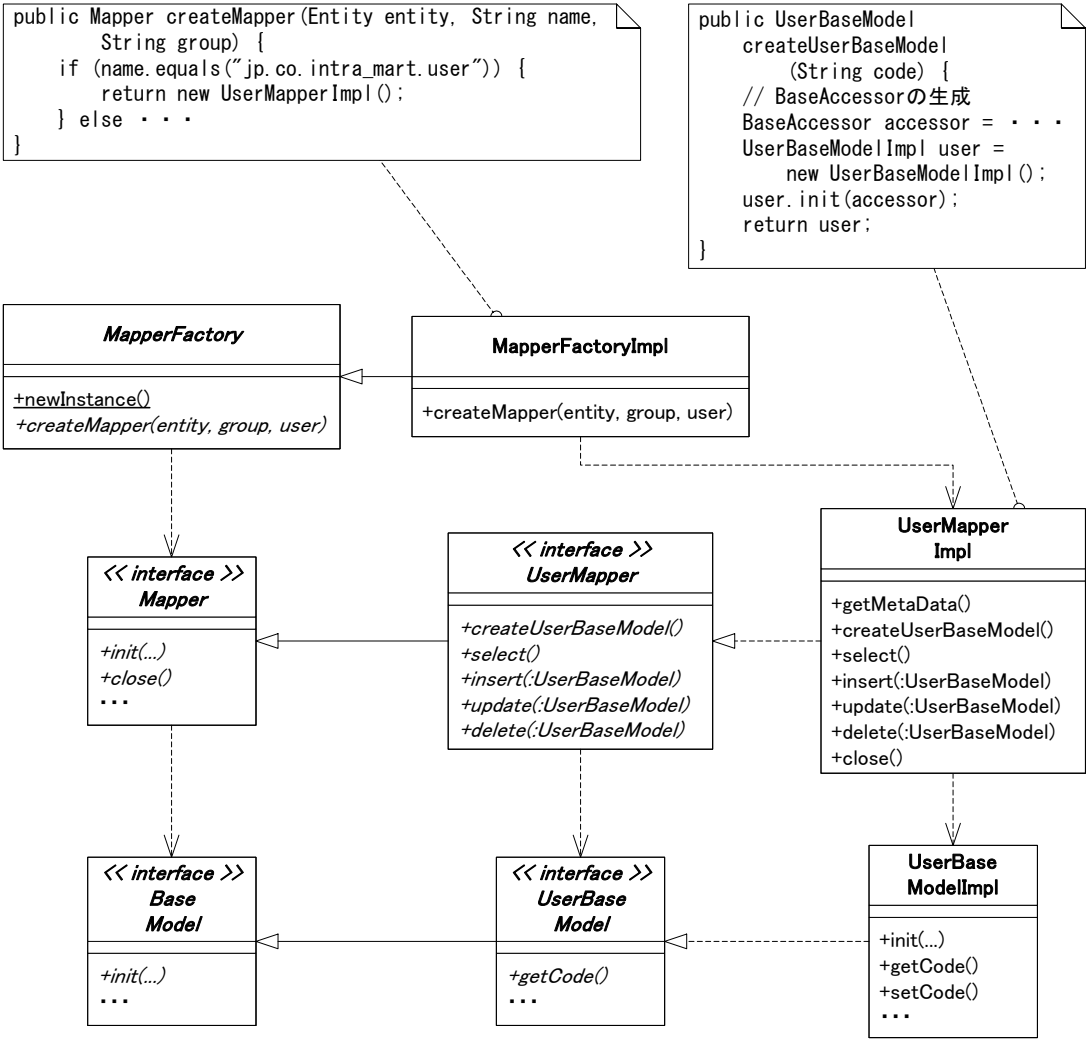 public Mapper createMapper(Entity entity, String name,
String group) {
if (name.equals("jp.co.intra_mart.user")) {
return new UserMapperImpl();
} else ・・・
}
public UserBaseModel
createUserBaseModel
(String code) {
// BaseAccessorの生成
BaseAccessor accessor = ・・・
UserBaseModelImpl user =
new UserBaseModelImpl();
user.init(accessor);
return user;
}
MapperFactory
+newInstance()
+createMapper(entity, group, user)
MapperFactoryImpl
+createMapper(entity, group, user)
<< interface >>
Mapper
+init(...)
+close()
・・・
<< interface >>
UserMapper
+createUserBaseModel()
+select()
+insert(:UserBaseModel)
+update(:UserBaseModel)
+delete(:UserBaseModel)
UserMapper
Impl
+getMetaData()
+createUserBaseModel()
+select()
+insert(:UserBaseModel)
+update(:UserBaseModel)
+delete(:UserBaseModel)
+close()
<< interface >>
Base
Model
+init(...)
・・・
<< interface >>
UserBase
Model
+getCode()
・・・
UserBase
ModelImpl
+init(...)
+getCode()
+setCode()
・・・